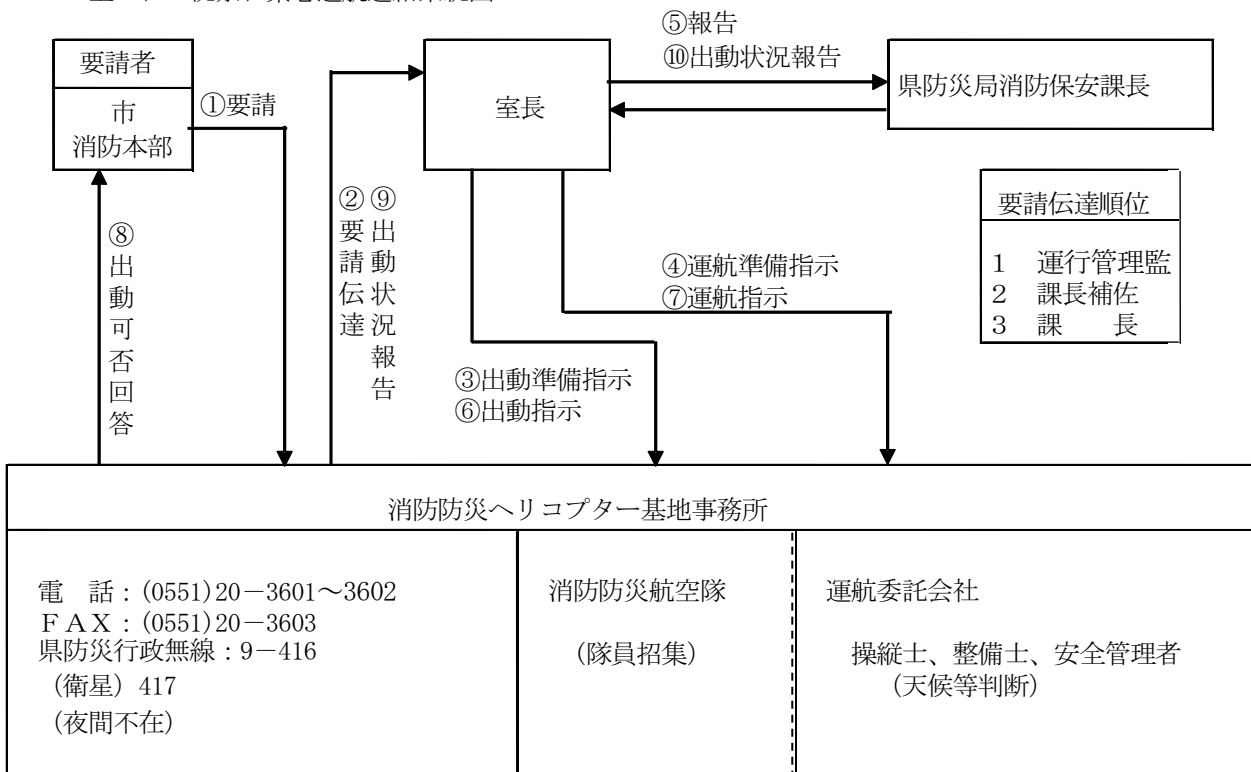 ⑤報告
⑩出動状況報告
要請者
市
消防本部
①要請
室長
県防災局消防保安課長
要請伝達順位
1 運行管理監
2 課長補佐
3 課　　長
⑧出動可否回答
②要請伝達
⑨出動状況報告
④運航準備指示
⑦運航指示
③出動準備指示
⑥出動指示
消防防災ヘリコプター基地事務所
電　話：(0551)20－3601～3602
ＦＡＸ：(0551)20－3603
県防災行政無線：9－416
(衛星) 417
(夜間不在)
消防防災航空隊
(隊員招集)
運航委託会社
操縦士、整備士、安全管理者
(天候等判断)